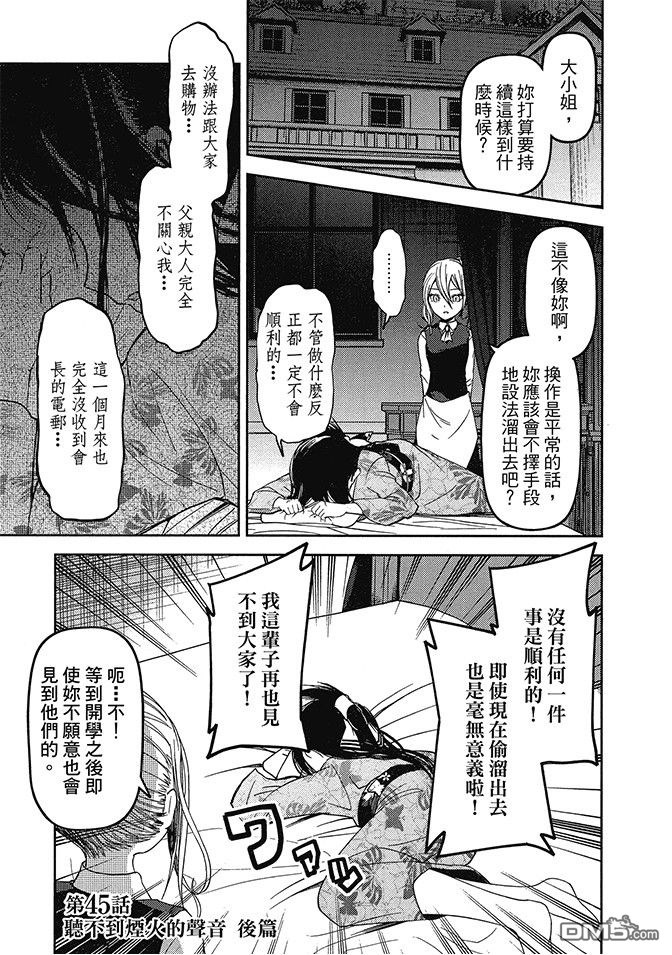 大小姐，
妳打算要持
續這樣到什
麼時候？
這不像妳啊，
換作是平常的話，
妳應該會不擇手段
地設法溜出去吧？
……
不管做什麼反
正都一定不會
順利的…
沒辦法跟大家
去購物…
父親大人完全
不關心我…
這一個月來也
完全沒收到會
長的電郵…
沒有任何一件
事是順利的！
即使現在偷溜出去
也是毫無意義啦！
我這輩子再也見
不到大家了！
呃…不！
等到開學之後即
使妳不願意也會
見到他們的。
ワアッ
第45話
聽不到煙火的聲音 後篇
DM5.com